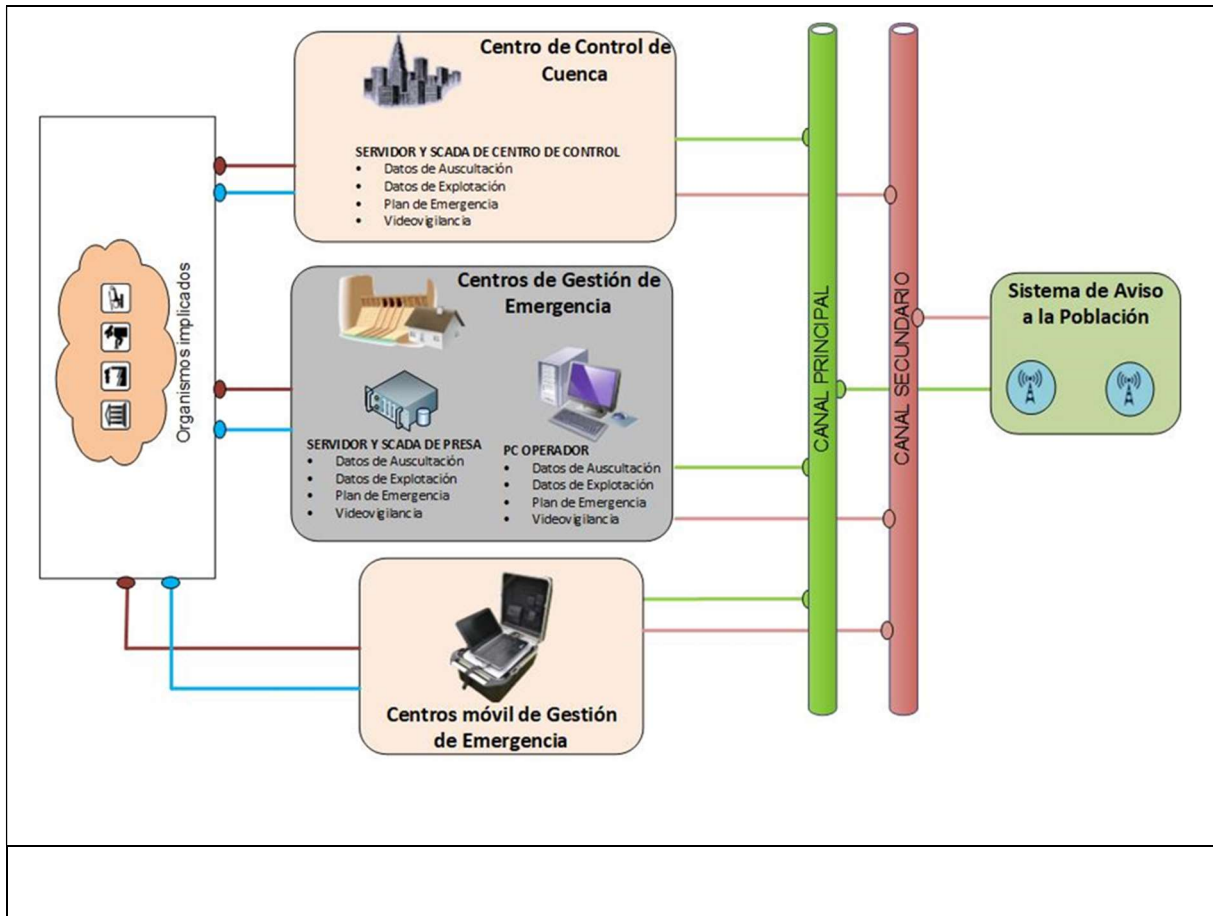 Centro de Control de
Cuenca
SERVIDOR Y SCADA DE CENTRO DE CONTROL
• Datos de Auscultación
• Datos de Explotación
• Plan de Emergencia
• Videovigilancia
Organismos implicados
Centros de Gestión de
Emergencia
SERVIDOR Y SCADA DE PRESA
• Datos de Auscultación
• Datos de Explotación
• Plan de Emergencia
• Videovigilancia
PC OPERADOR
• Datos de Auscultación
• Datos de Explotación
• Plan de Emergencia
• Videovigilancia
Centros móvil de Gestión
de Emergencia
CANAL PRINCIPAL
CANAL SECUNDARIO
Sistema de Aviso
a la Población